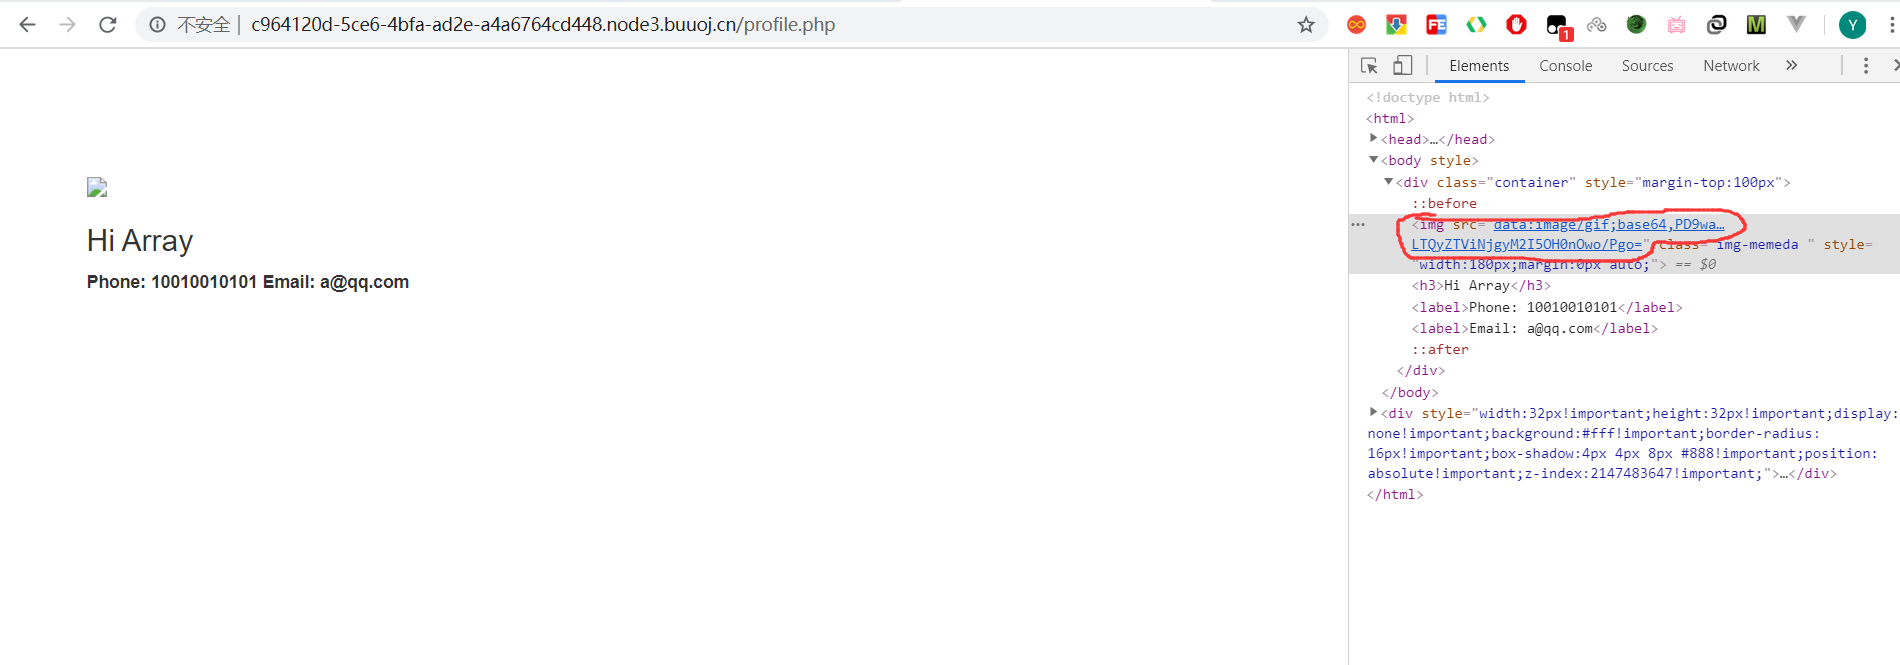 不安全 | c964120d-5ce6-4bfa-ad2e-a4a6764cd448.node3.buuoj.cn/profile.php
FE
1
M
Y
Hi Array
Phone: 10010010101 Email: a@qq.com
Elements Console Sources Network »
<!doctype html>
<html>
<head>…</head>
<body style>
<div class="container" style="margin-top:100px">
::before
<img src=" data:image/gif;base64,PD9wa…
LTQyZTViNjgyM2I5OH0nOwo/Pgo=" class="img-memeda " style=
"width:180px;margin:0px auto;"> == $0
<h3>Hi Array</h3>
<label>Phone: 10010010101</label>
<label>Email: a@qq.com</label>
::after
</div>
</body>
<div style="width:32px!important;height:32px!important;display:
none!important;background:#fff!important;border-radius:
16px!important;box-shadow:4px 4px 8px #888!important;position:
absolute!important;z-index:2147483647!important;">…</div>
</html>